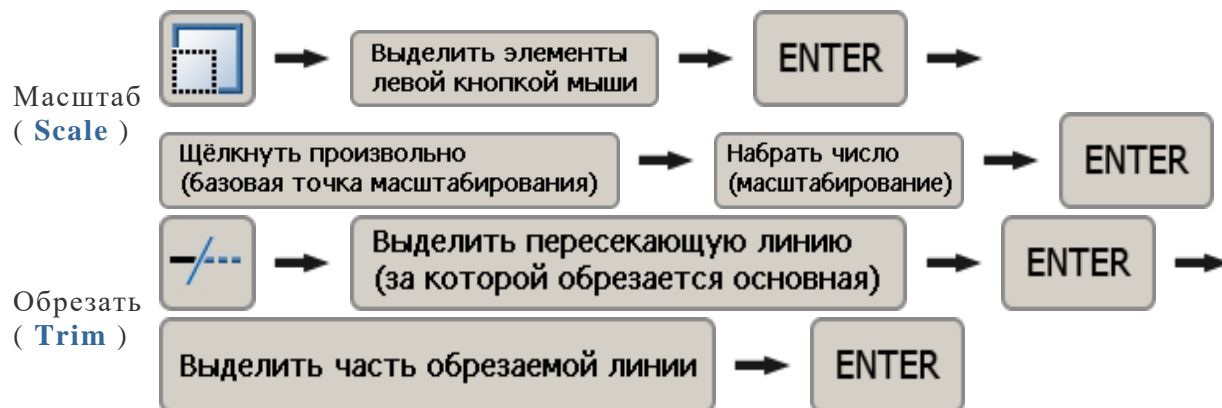 Масштаб
( Scale )
Выделить элементы
левой кнопкой мыши
ENTER
Щёлкнуть произвольно
(базовая точка масштабирования)
Набрать число
(масштабирование)
ENTER
Обрезать
( Trim )
Выделить пересекающую линию
(за которой обрезается основная)
ENTER
Выделить часть обрезаемой линии
ENTER